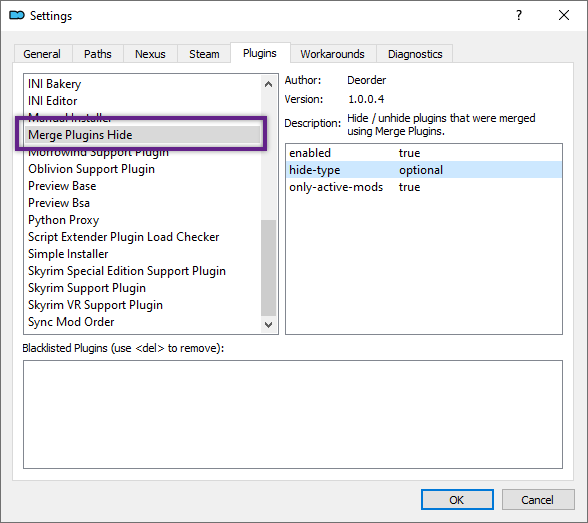 Settings
?
General
Paths
Nexus
Steam
Plugins
Workarounds
Diagnostics
INI Bakery
INI Editor
Manual Installer
Merge Plugins Hide
Morrowind Support Plugin
Oblivion Support Plugin
Preview Base
Preview Bsa
Python Proxy
Script Extender Plugin Load Checker
Simple Installer
Skyrim Special Edition Support Plugin
Skyrim Support Plugin
Skyrim VR Support Plugin
Sync Mod Order
Author: Deorder
Version: 1.0.0.4
Description: Hide / unhide plugins that were merged
using Merge Plugins.
enabled true
hide-type optional
only-active-mods true
Blacklisted Plugins (use <del> to remove):
OK
Cancel